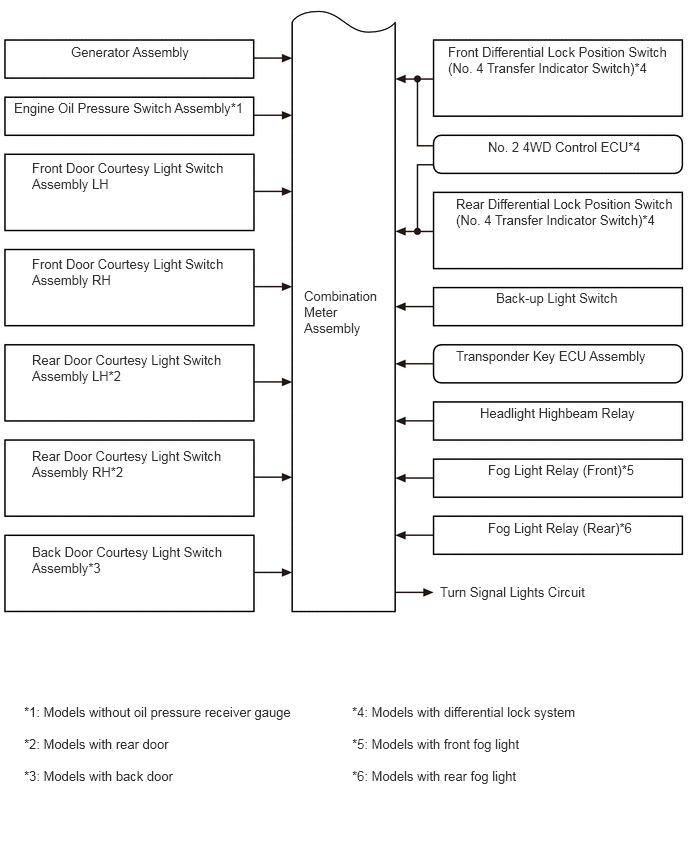 Generator Assembly
Engine Oil Pressure Switch Assembly*1
Front Door Courtesy Light Switch
Assembly LH
Front Door Courtesy Light Switch
Assembly RH
Rear Door Courtesy Light Switch
Assembly LH*2
Rear Door Courtesy Light Switch
Assembly RH*2
Back Door Courtesy Light Switch
Assembly*3
Combination
Meter
Assembly
Front Differential Lock Position Switch
(No. 4 Transfer Indicator Switch)*4
No. 2 4WD Control ECU*4
Rear Differential Lock Position Switch
(No. 4 Transfer Indicator Switch)*4
Back-up Light Switch
Transponder Key ECU Assembly
Headlight Highbeam Relay
Fog Light Relay (Front)*5
Fog Light Relay (Rear)*6
Turn Signal Lights Circuit
*1: Models without oil pressure receiver gauge
*2: Models with rear door
*3: Models with back door
*4: Models with differential lock system
*5: Models with front fog light
*6: Models with rear fog light